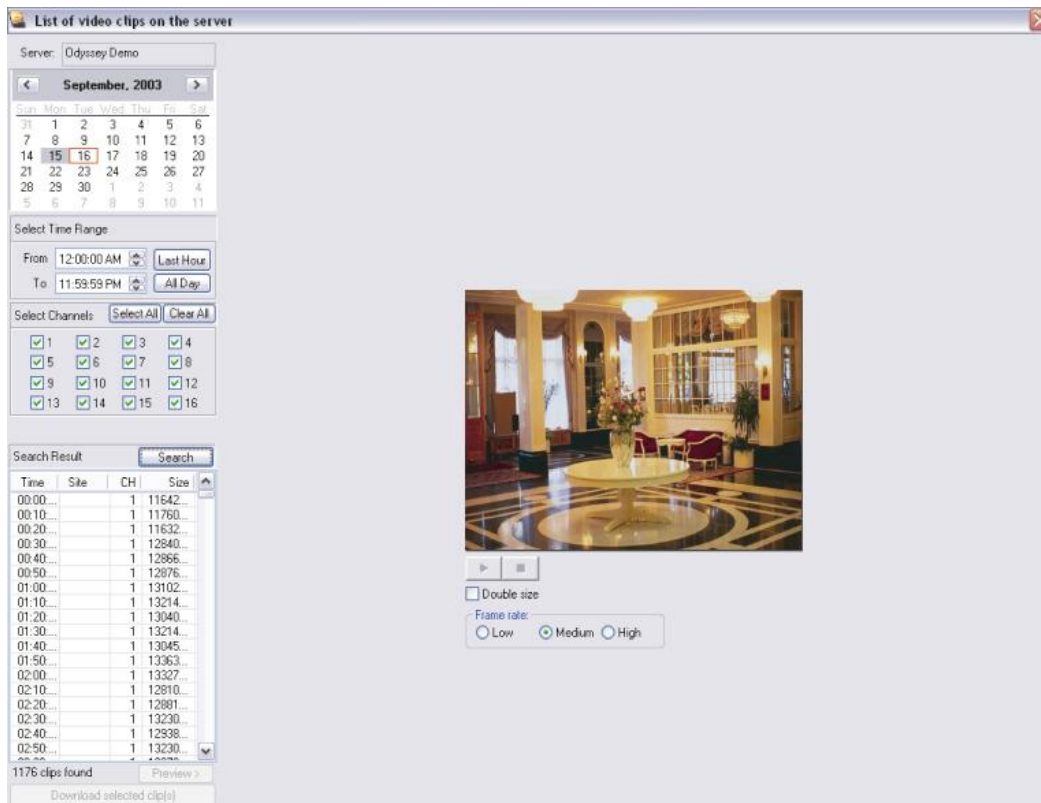 List of video clips on the server
Server: Odyssey Demo
September, 2003
Sun Mon Tue Wed Thu Fri Sat
31 1 2 3 4 5 6
7 8 9 10 11 12 13
14 15 16 17 18 19 20
21 22 23 24 25 26 27
28 29 30 1 2 3 4
5 6 7 8 9 10 11
Select Time Range
From 12:00:00 AM Last Hour
To 11:59:59 PM All Day
Select Channels Select All Clear All
1 2 3 4
5 6 7 8
9 10 11 12
13 14 15 16
Search Result Search
Time Site CH Size
00:00:... 1 11642...
00:10:... 1 11760...
00:20:... 1 11632...
00:30:... 1 12840...
00:40:... 1 12866...
00:50:... 1 12876...
01:00:... 1 13102...
01:10:... 1 13214...
01:20:... 1 13040...
01:30:... 1 13214...
01:40:... 1 13045...
01:50:... 1 13363...
02:00:... 1 13327...
02:10:... 1 12810...
02:20:... 1 12881...
02:30:... 1 13230...
02:40:... 1 12938...
02:50:... 1 13230...
1176 clips found Preview >
Download selected clip(s)
Double size
Frame rate:
Low Medium High